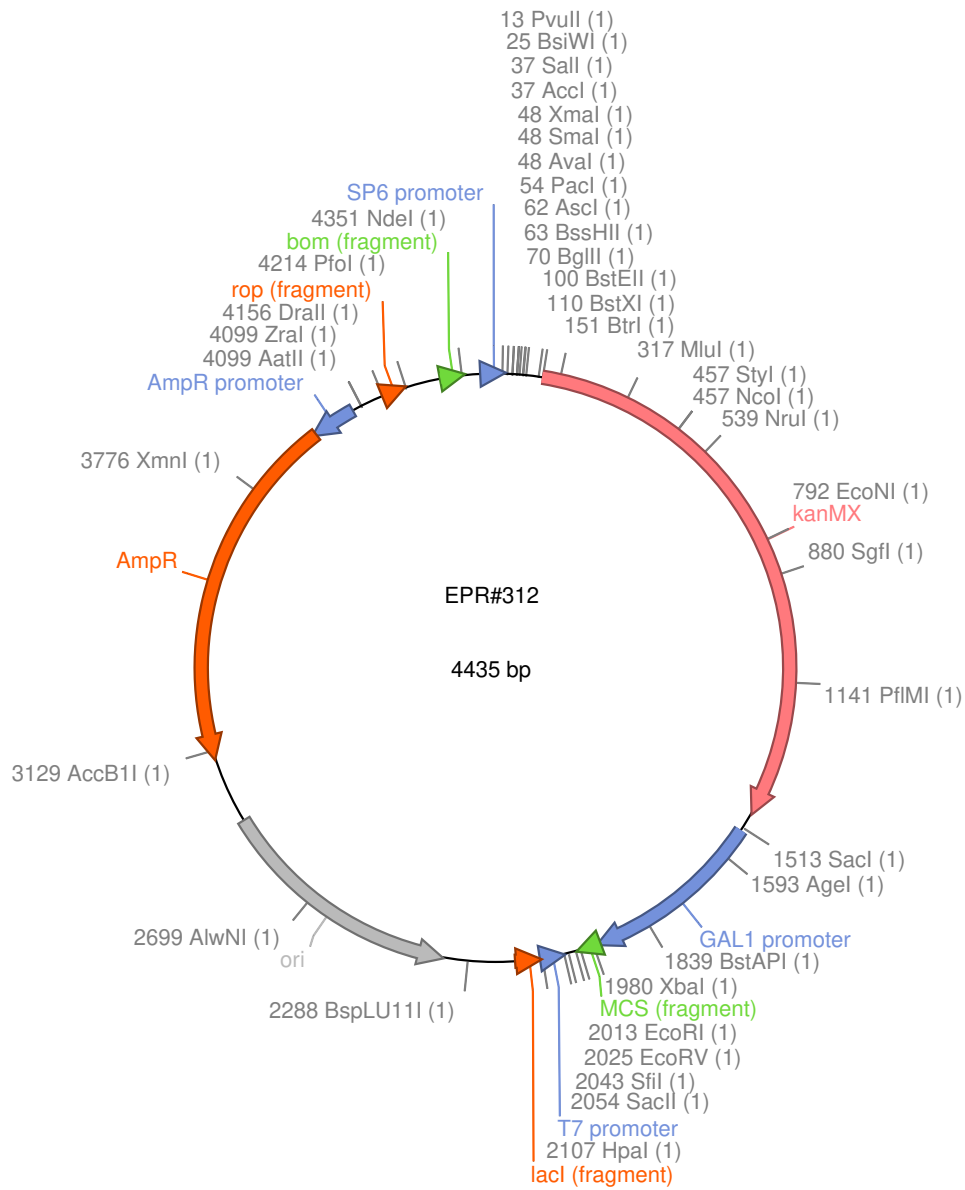 13 PvuII (1)
25 BsiWI (1)
37 SalI (1)
37 AccI (1)
48 XmaI (1)
48 SmaI (1)
48 AvaI (1)
54 PacI (1)
62 AscI (1)
63 BssHII (1)
70 BglII (1)
100 BstEII (1)
110 BstXI (1)
151 BtrI (1)
317 MluI (1)
457 StyI (1)
457 NcoI (1)
539 NruI (1)
792 EcoNI (1)
kanMX
880 SgfI (1)
1141 PflMI (1)
1513 SacI (1)
1593 AgeI (1)
GAL1 promoter
1839 BstAPI (1)
1980 XbaI (1)
MCS (fragment)
2013 EcoRI (1)
2025 EcoRV (1)
2043 SfiI (1)
2054 SacII (1)
T7 promoter
2107 HpaI (1)
lacI (fragment)
2288 BspLU11I (1)
ori
2699 AlwNI (1)
3129 AccB1I (1)
AmpR
3776 XmnI (1)
AmpR promoter
4099 AatII (1)
4099 ZraI (1)
4156 DraII (1)
rop (fragment)
4214 PfoI (1)
bom (fragment)
4351 NdeI (1)
SP6 promoter
EPR#312
4435 bp